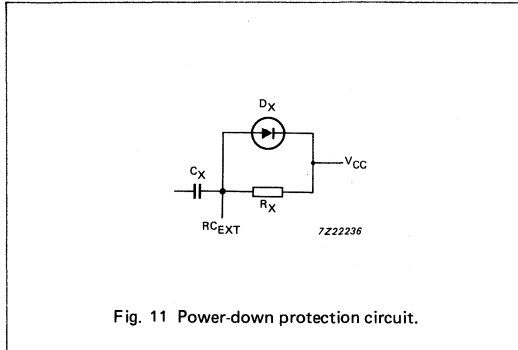 DX
VCC
CX
RX
RCEXT
7Z22236
Fig. 11 Power-down protection circuit.